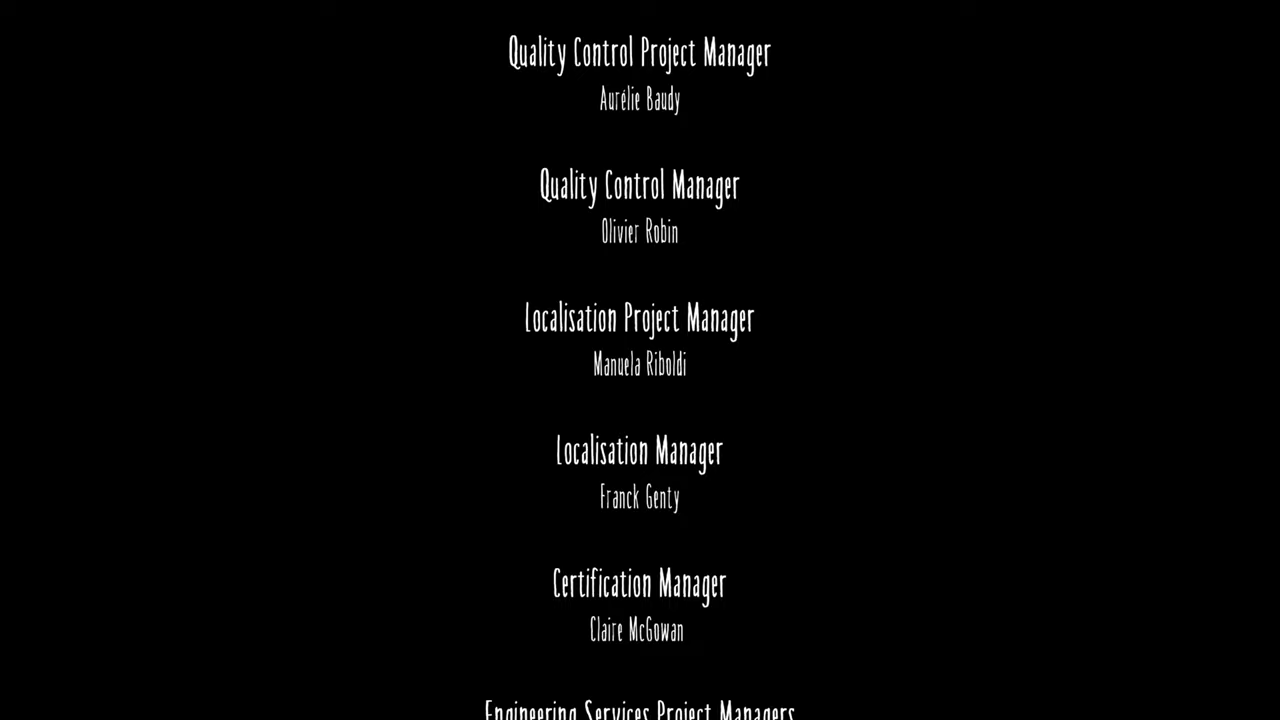 Quality Control Project Manager
Aurélie Baudy
Quality Control Manager
Olivier Robin
Localisation Project Manager
Manuela Riboldi
Localisation Manager
Franck Genty
Certification Manager
Claire McGowan
Engineering Services Project Managers